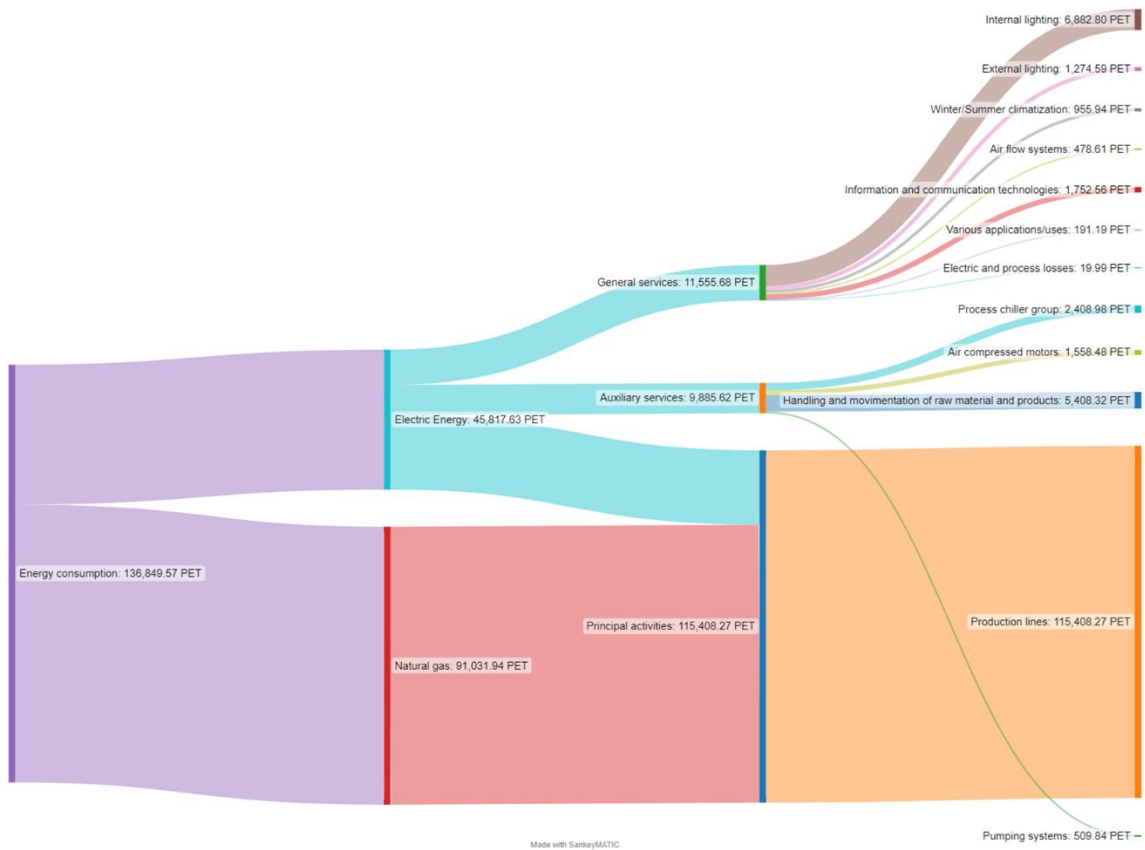 Internal lighting: 6,882.80 PET
External lighting: 1,274.59 PET
Winter/Summer climatization: 955.94 PET
Air flow systems: 478.61 PET
Information and communication technologies: 1,752.56 PET
Various applications/uses: 191.19 PET
Electric and process losses: 19.99 PET
General services: 11,555.68 PET
Process chiller group: 2,408.98 PET
Air compressed motors: 1,558.48 PET
Auxiliary services: 9,885.62 PET
Handling and movimentation of raw material and products: 5,408.32 PET
Electric Energy: 45,817.63 PET
Energy consumption: 136,849.57 PET
Principal activities: 115,408.27 PET
Production lines: 115,408.27 PET
Natural gas: 91,031.94 PET
Pumping systems: 509.84 PET
Made with SankeyMATIC